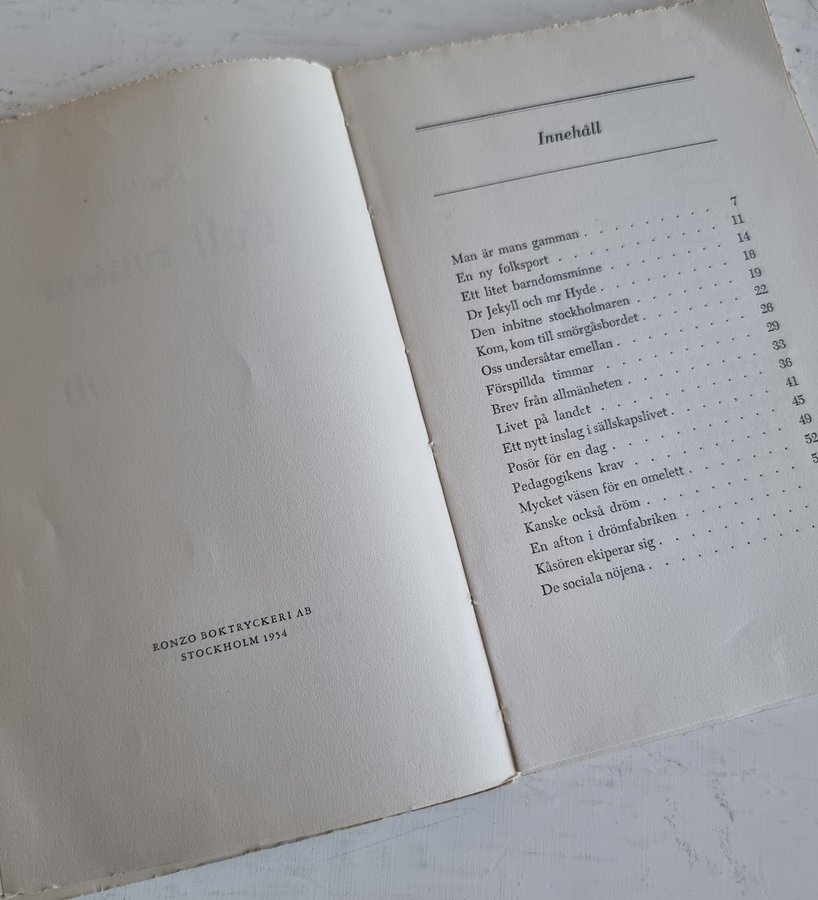 RONZO BOKTRYCKERI AB
STOCKHOLM 1954
Innehåll
Man är mans gamman . . . . . . . . 7
En ny folksport . . . . . . . . . . 11
Ett litet barndomsminne . . . . . . . 14
Dr Jekyll och mr Hyde . . . . . . . . 16
Den inbitne stockholmaren . . . . . . 19
Kom, kom till smörgåsbordet . . . . . . 22
Oss undersåtar emellan . . . . . . . . 26
Förspillda timmar . . . . . . . . . 29
Brev från allmänheten . . . . . . . . 33
Livet på landet . . . . . . . . . . 36
Ett nytt inslag i sällskapslivet . . . . . . 41
Posör för en dag . . . . . . . . . . 45
Pedagogikens krav . . . . . . . . . 49
Mycket väsen för en omelett . . . . . . 52
Kanske också dröm . . . . . . . . . 5
En afton i drömfabriken . . . . . . .
Kåsören ekiperar sig . . . . . . . .
De sociala nöjena . . . . . . . . .